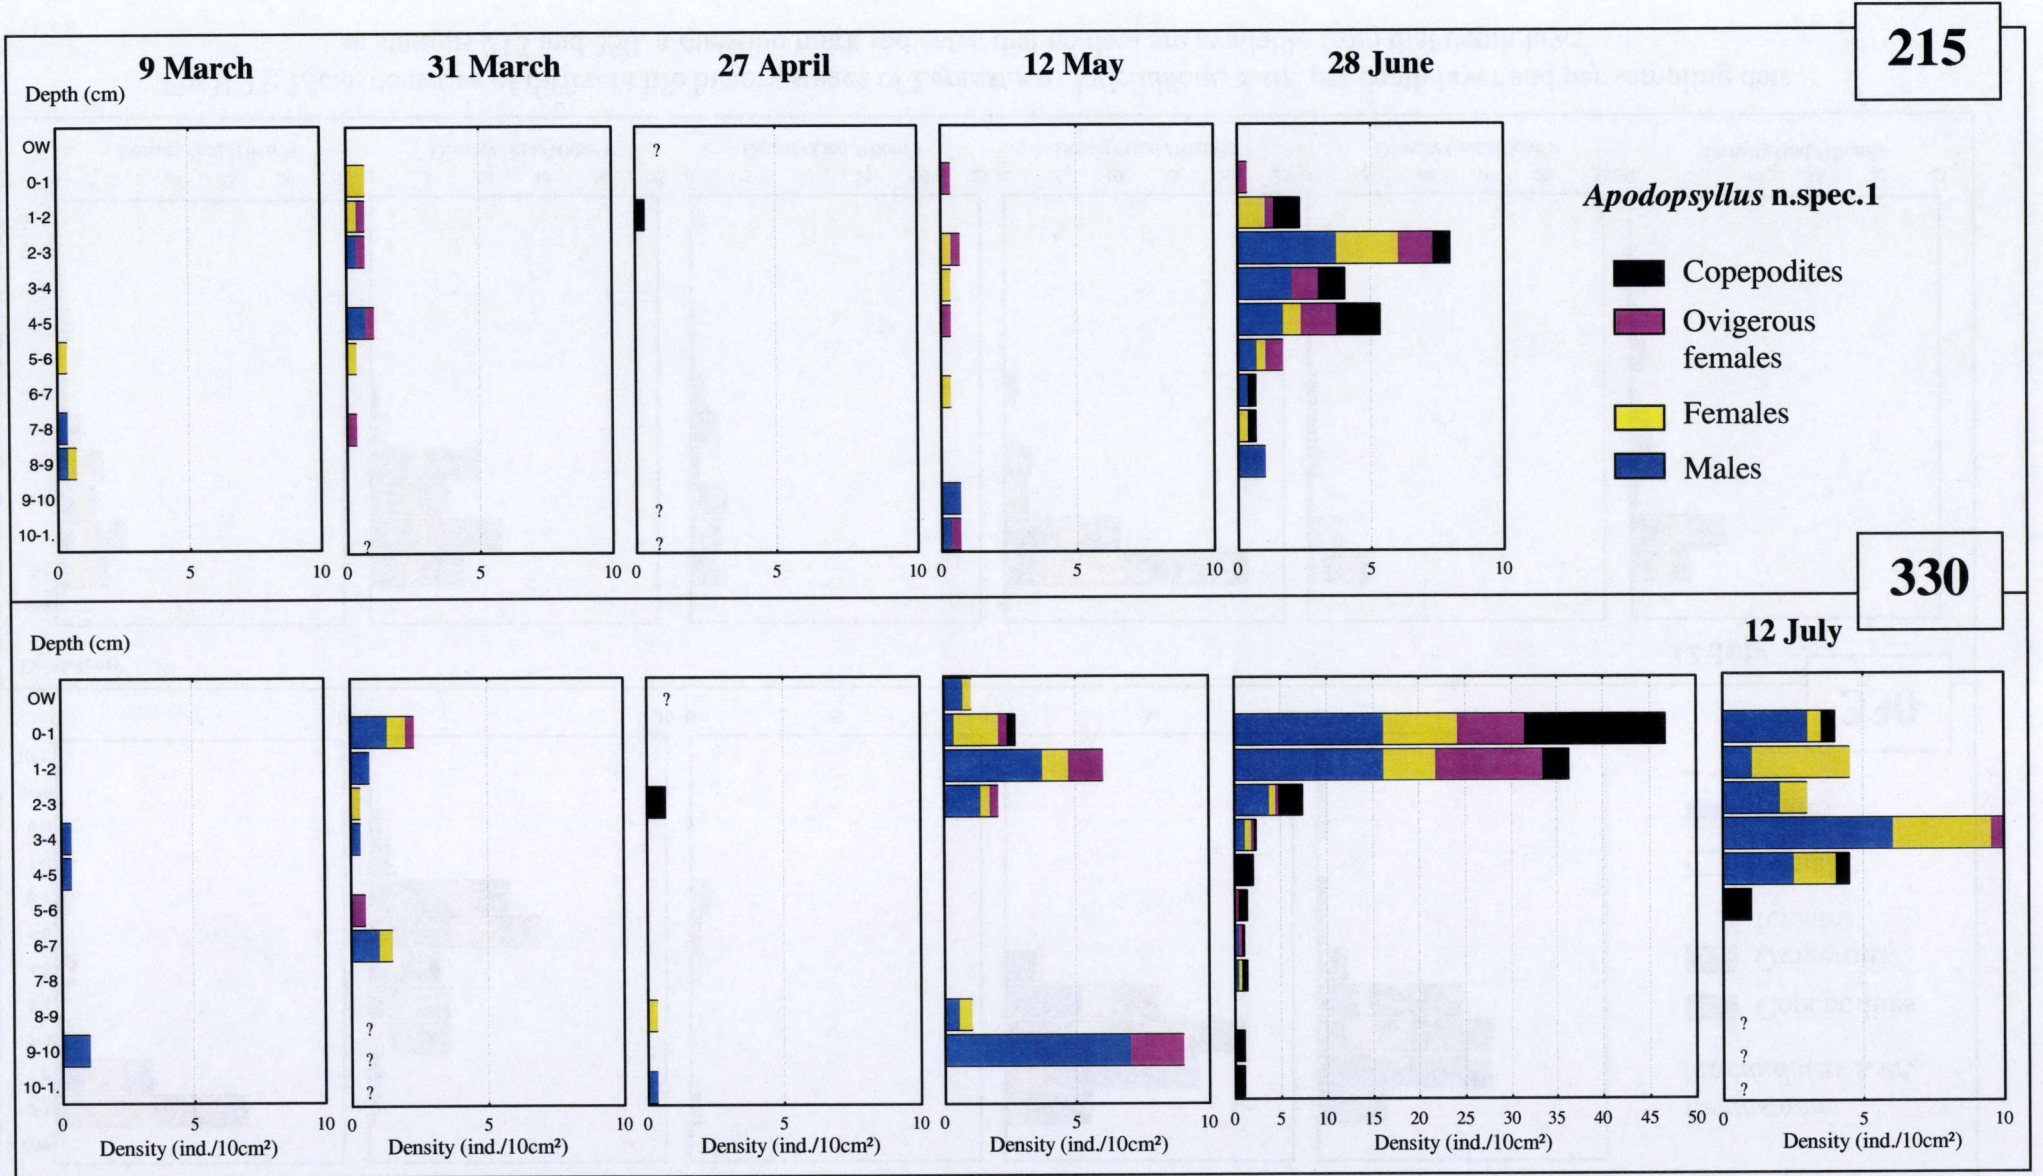 215
9 March 31 March 27 April 12 May 28 June
Depth (cm)
OW ?
0-1
1-2
2-3
3-4
4-5
5-6
6-7
7-8
8-9
9-10 ?
10-1. ? ?
5 10 0 5 10 0 5 10 0 5 10 0 5 10
Apodopsyllus n.spec.1
Copepodites
Ovigerous
females
Females
Males
330
12 July
Depth (cm)
OW ?
0-1
1-2
2-3
3-4
4-5
5-6
6-7
7-8
8-9 ? ?
9-10 ? ?
10-1. ? ?
0 5 10 0 5 10 0 5 10 0 5 10 0 5 10 15 20 25 30 35 40 45 50 0 5 10
Density (ind./10cm²) Density (ind./10cm²) Density (ind./10cm²) Density (ind./10cm²) Density (ind./10cm²) Density (ind./10cm²)